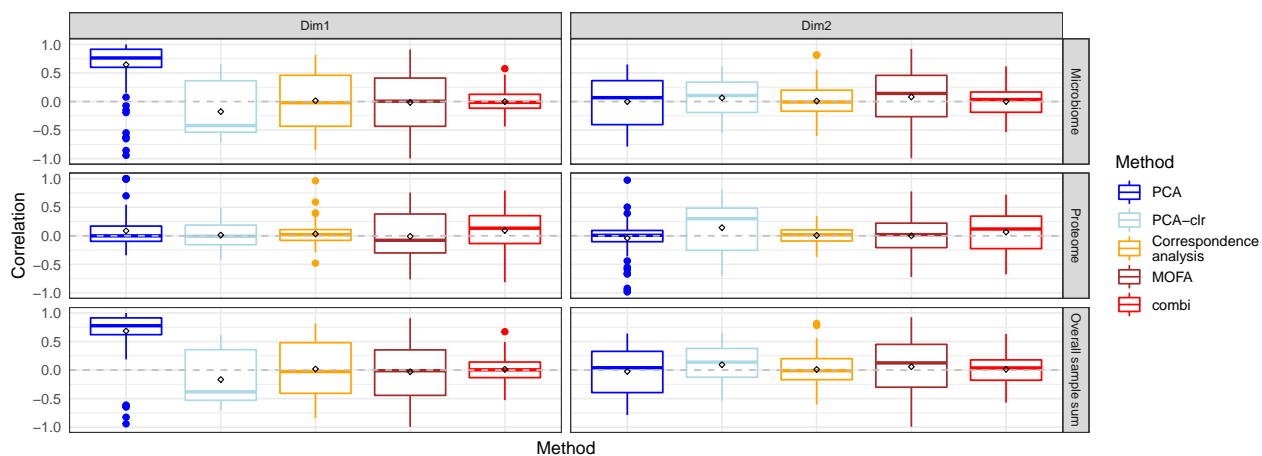 Dim1
Dim2
1.0
0.5
0.0
−0.5
−1.0
Microbiome
1.0
0.5
0.0
−0.5
−1.0
Proteome
1.0
0.5
0.0
−0.5
−1.0
Overall sample sum
Correlation
Method
Method
PCA
PCA−clr
Correspondence
analysis
MOFA
combi